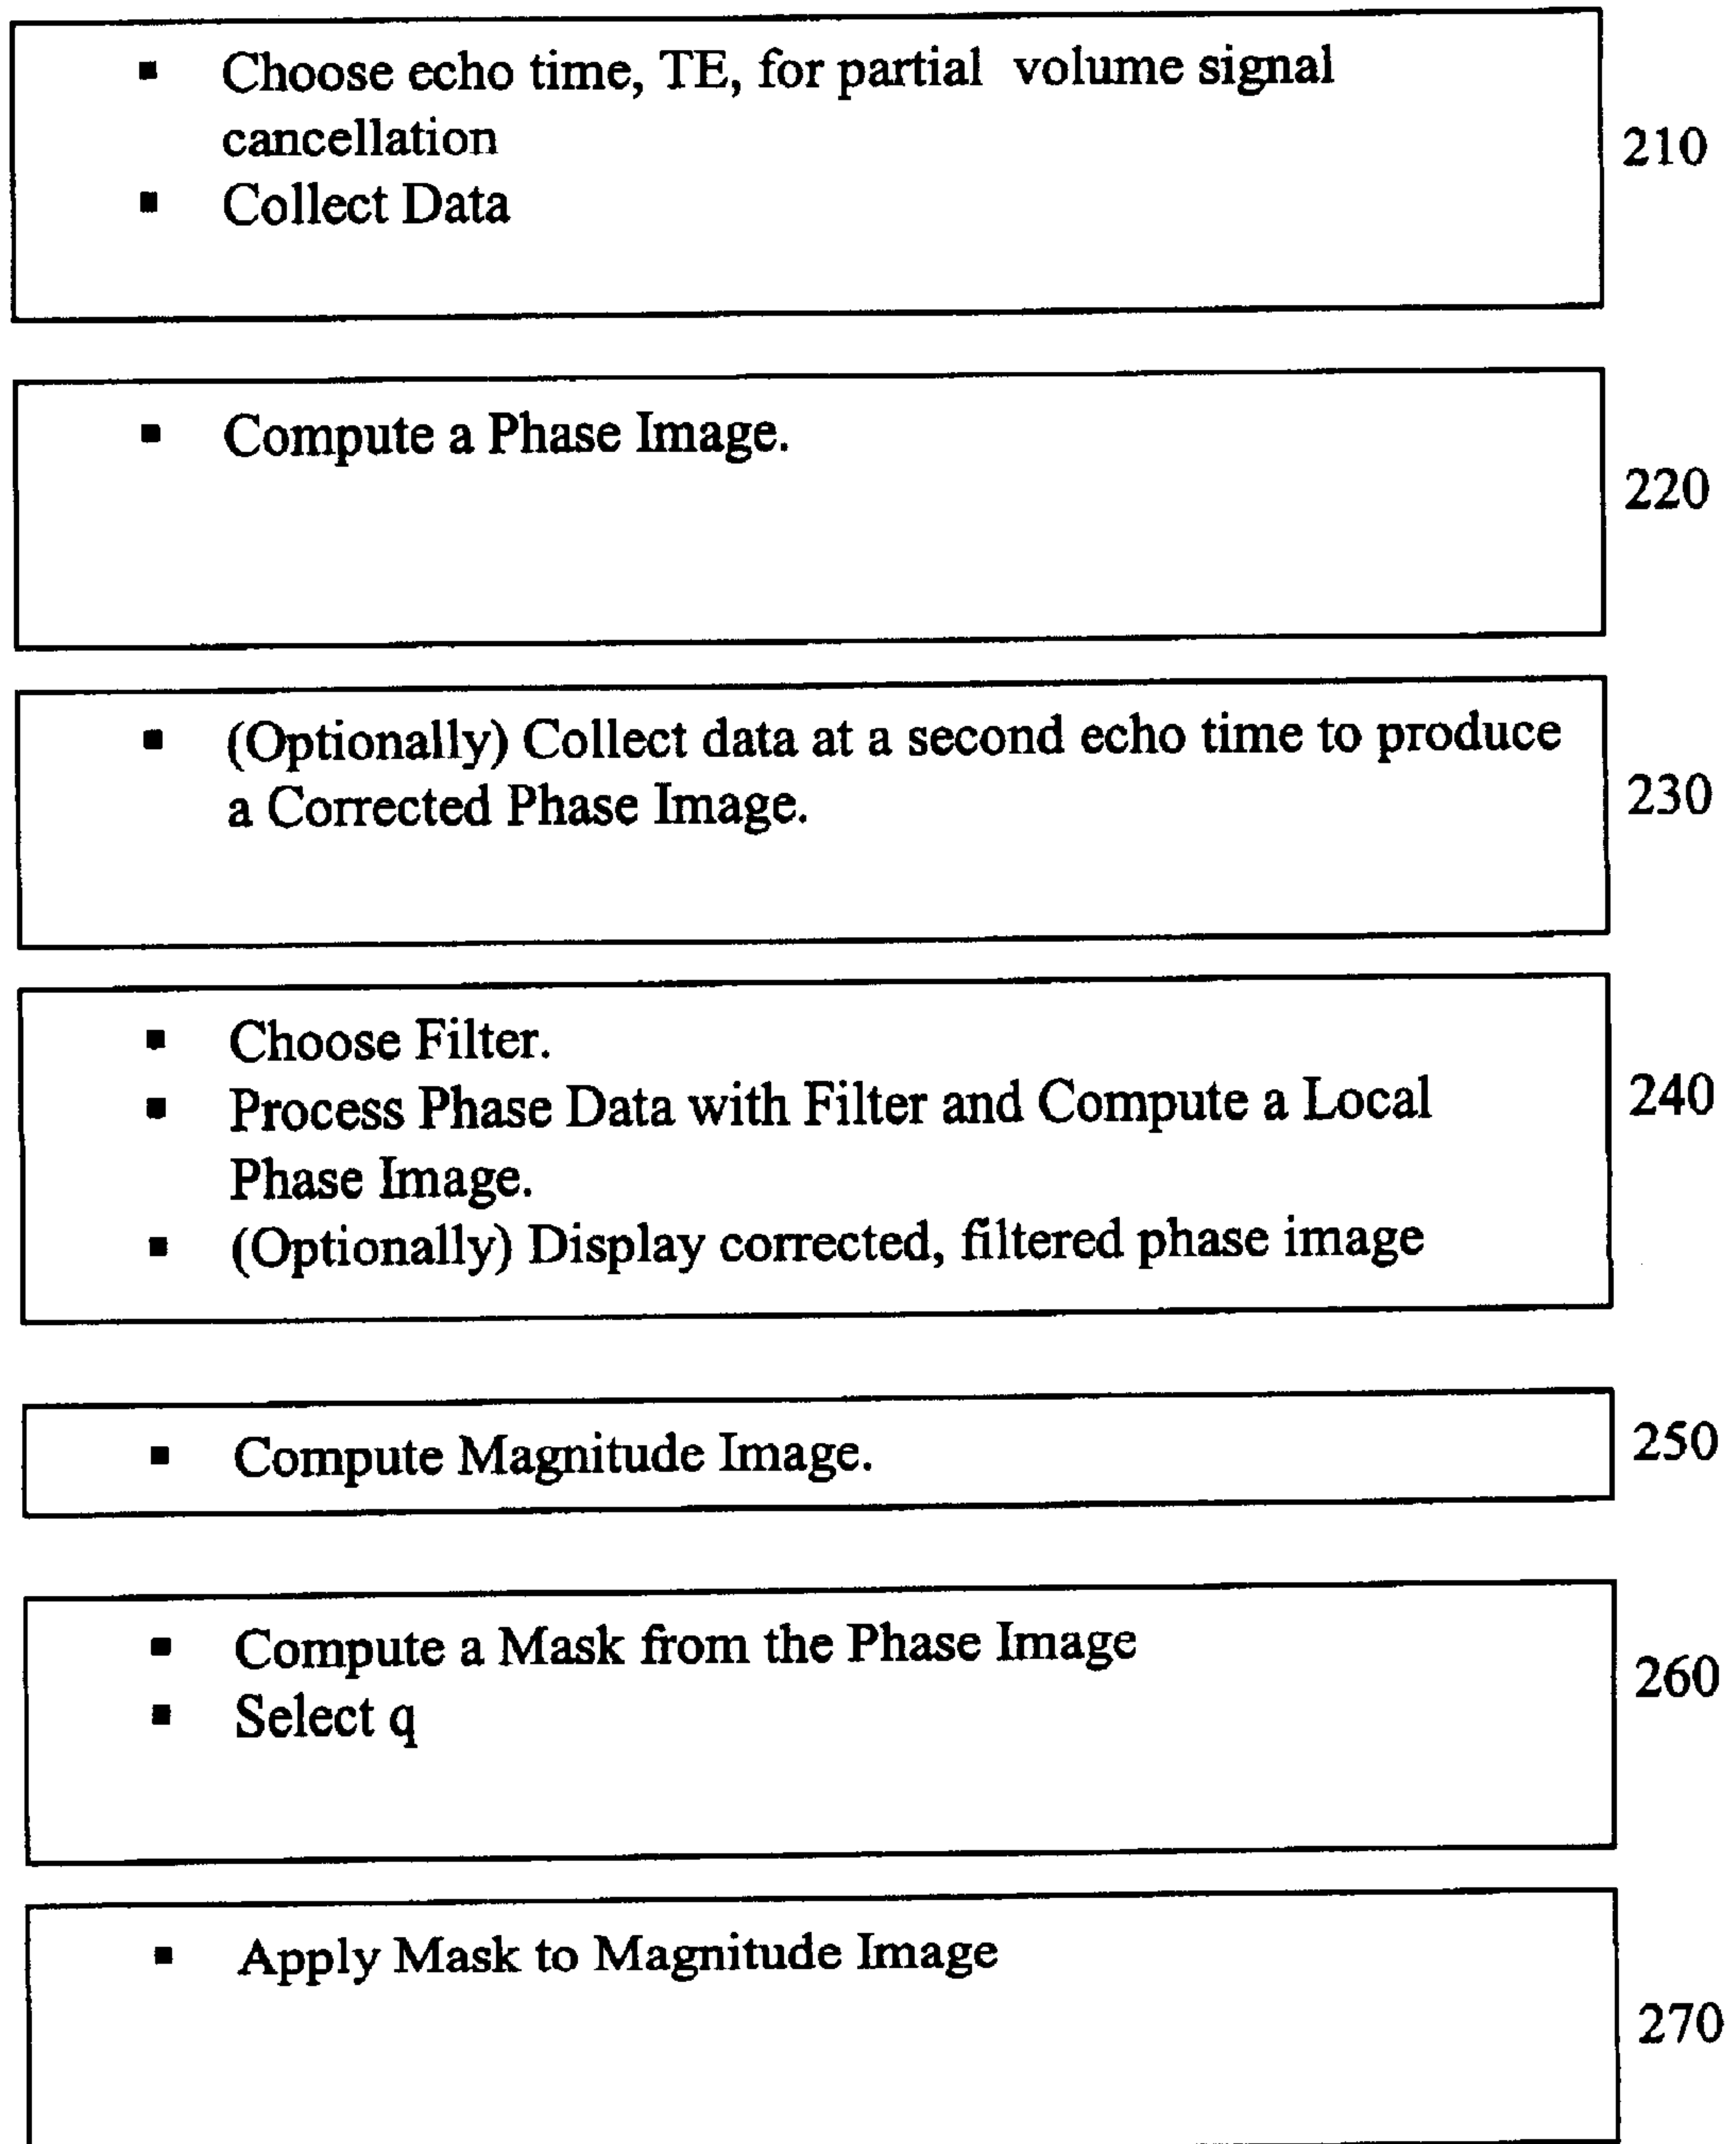 ▪ Choose echo time, TE, for partial volume signal
cancellation
▪ Collect Data
210
▪ Compute a Phase Image.
220
▪ (Optionally) Collect data at a second echo time to produce
a Corrected Phase Image.
230
▪ Choose Filter.
▪ Process Phase Data with Filter and Compute a Local
Phase Image.
▪ (Optionally) Display corrected, filtered phase image
240
▪ Compute Magnitude Image.
250
▪ Compute a Mask from the Phase Image
▪ Select q
260
▪ Apply Mask to Magnitude Image
270